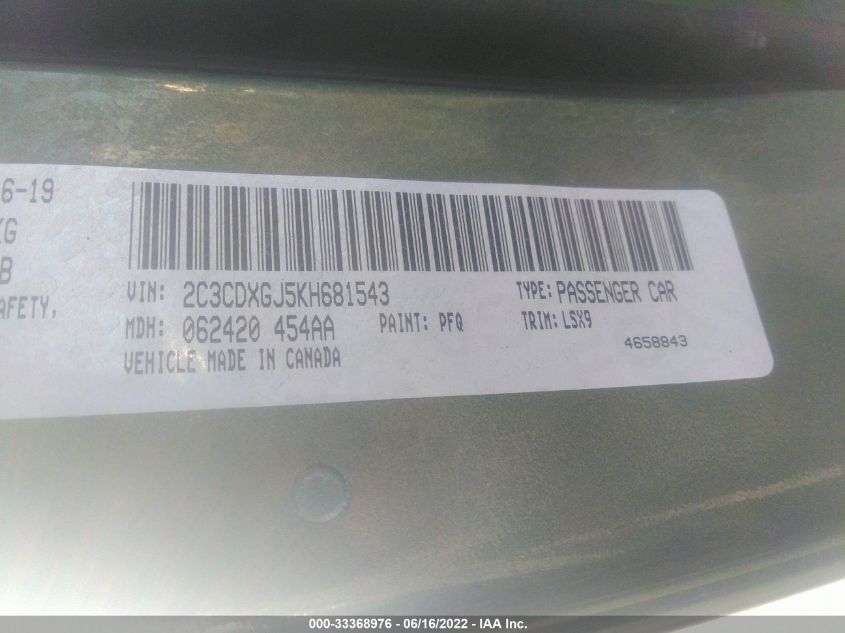 6-19
KG
B
AFETY.
VIN: 2C3CDXGJ5KH681543 TYPE: PASSENGER CAR
MDH: 062420 454AA PAINT: PFQ TRIM: LSX9
VEHICLE MADE IN CANADA 4658843
000-33368976 - 06/16/2022 - IAA Inc.